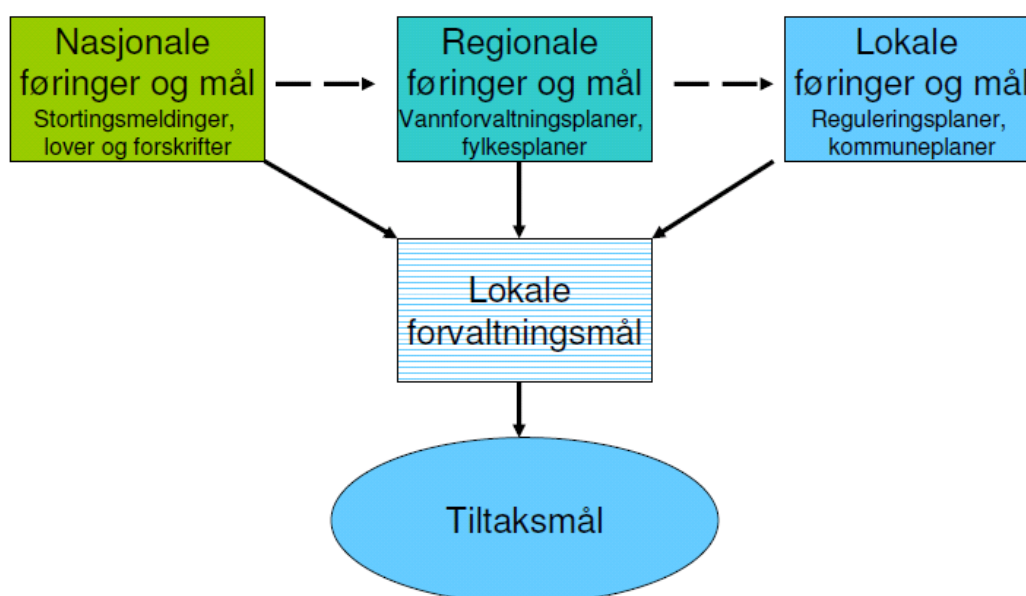 Nasjonale
føringer og mål
Stortingsmeldinger,
lover og forskrifter
Regionale
føringer og mål
Vannforvaltningsplaner,
fylkesplaner
Lokale
føringer og mål
Reguleringsplaner,
kommuneplaner
Lokale
forvaltningsmål
Tiltaksmål